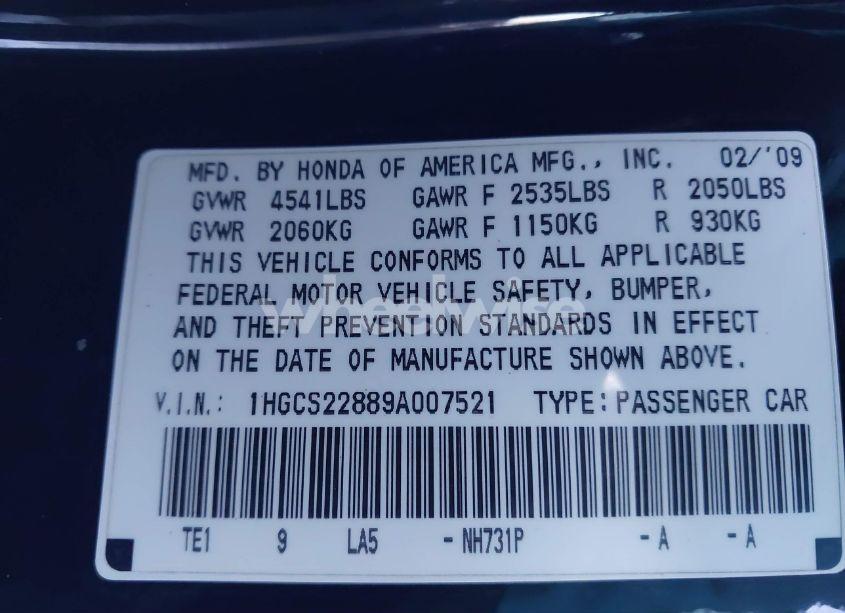 MFD. BY HONDA OF AMERICA MFG., INC. 02/'09
GVWR 4541LBS GAWR F 2535LBS R 2050LBS
GVWR 2060KG GAWR F 1150KG R 930KG
THIS VEHICLE CONFORMS TO ALL APPLICABLE
FEDERAL MOTOR VEHICLE SAFETY, BUMPER,
wheelwise
AND THEFT PREVENTION STANDARDS IN EFFECT
ON THE DATE OF MANUFACTURE SHOWN ABOVE.
V.I.N.: 1HGCS22889A007521 TYPE: PASSENGER CAR
TE1 9 LA5 -NH731P -A -A